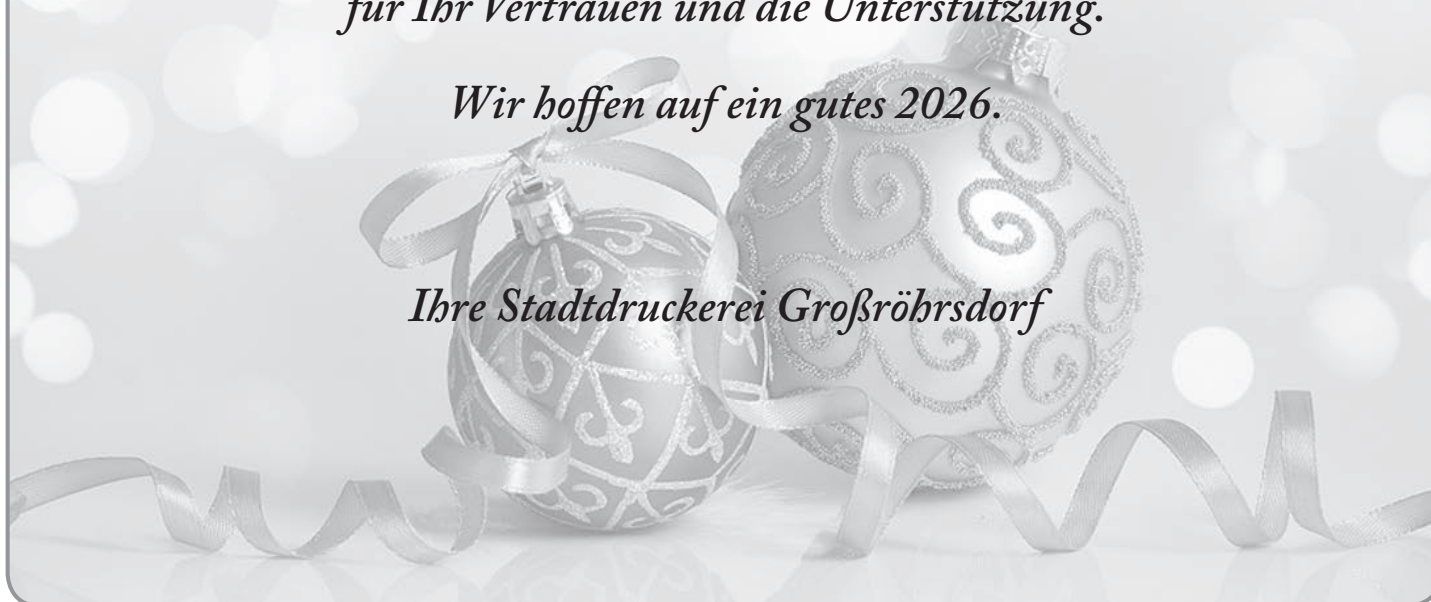 für Ihr Vertrauen und die Unterstützung.
Wir hoffen auf ein gutes 2026.
Ihre Stadtdruckerei Großröhrsdorf